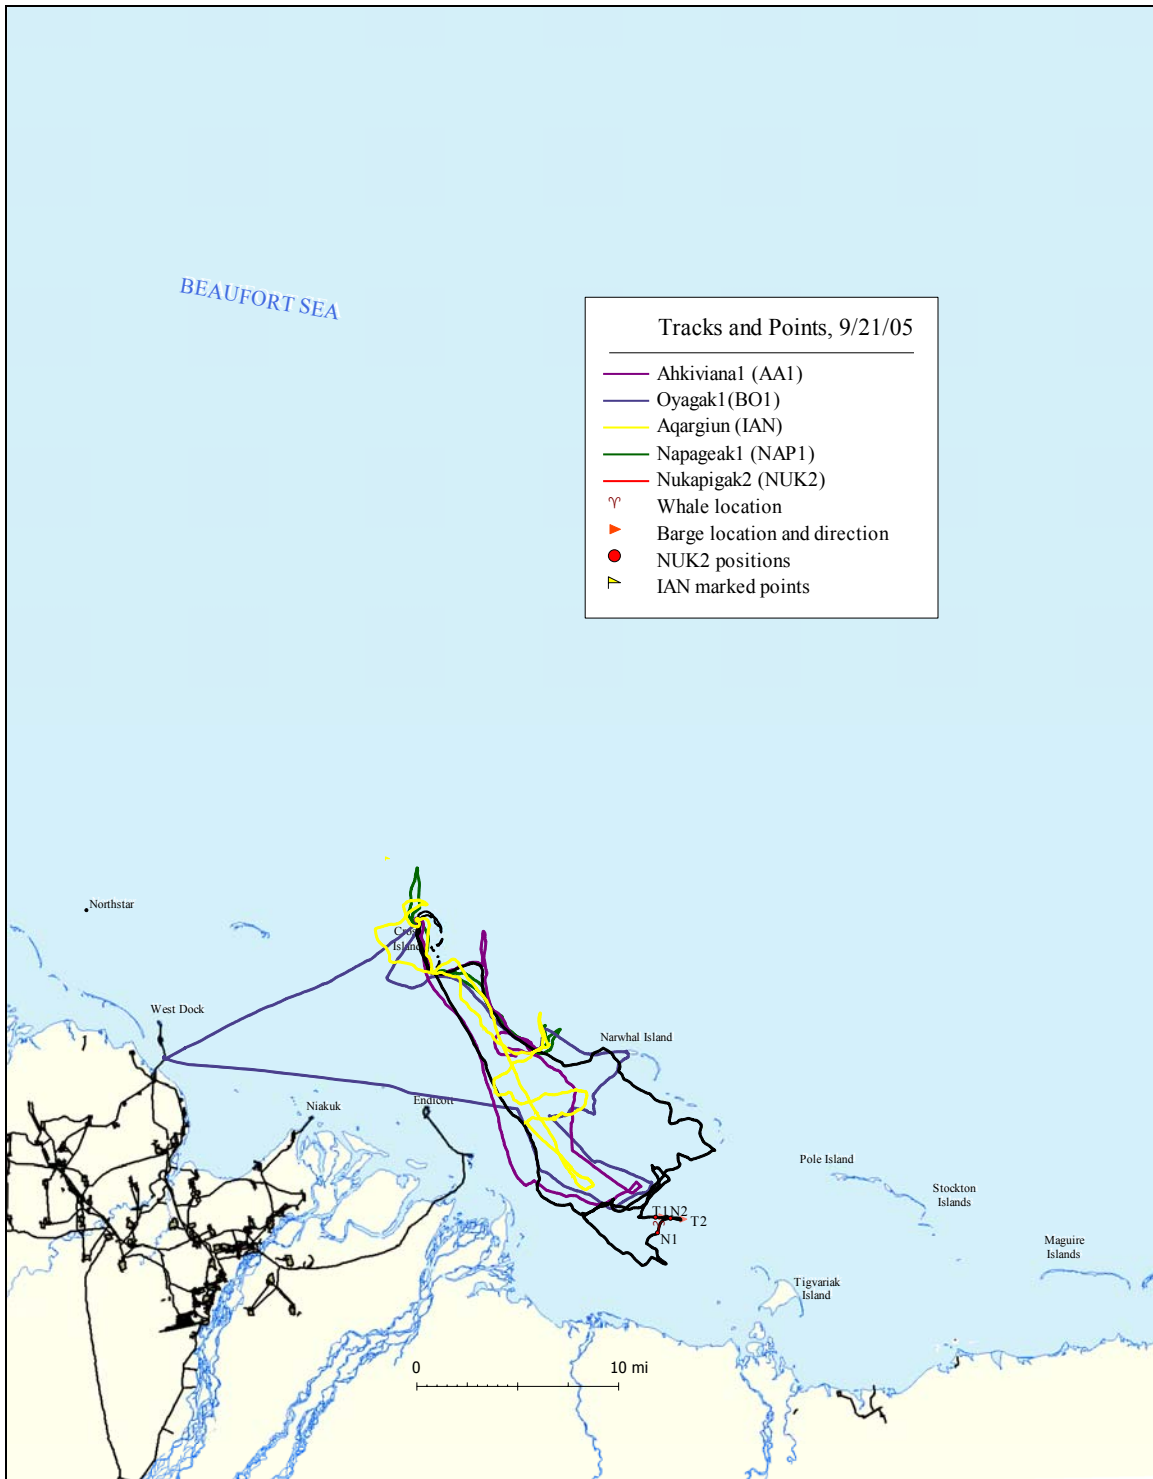 BEAUFORT SEA
Tracks and Points, 9/21/05
Ahkiviana1 (AA1)
Oyagak1(BO1)
Aqargiun (IAN)
Napageak1 (NAP1)
Nukapigak2 (NUK2)
Whale location
Barge location and direction
NUK2 positions
IAN marked points
Northstar
Cross
Island
West Dock
Narwhal Island
Endicott
Niakuk
Pole Island
Stockton
Islands
T1N2
T2
N1
Maguire
Islands
Tigvariak
Island
0 10 mi